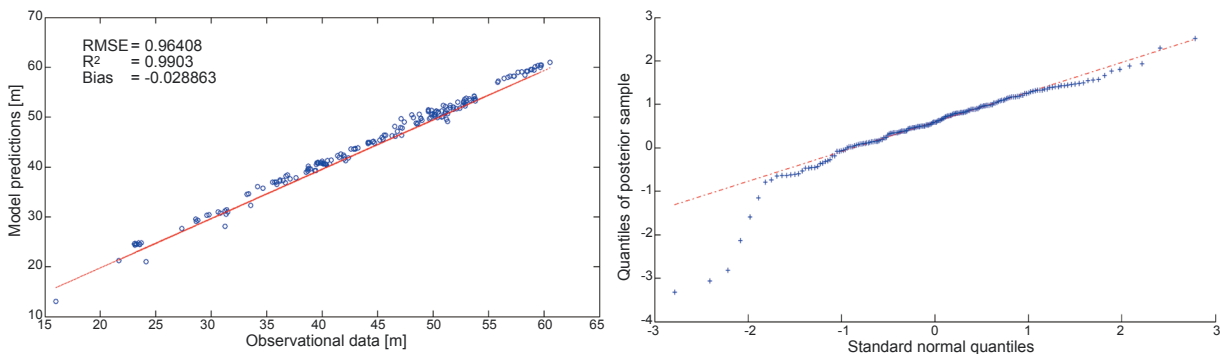 70
60
50
40
30
20
10
Model predictions [m]
RMSE = 0.96408
R2 = 0.9903
Bias = -0.028863
15 20 25 30 35 40 45 50 55 60 65
Observational data [m]
3
2
1
0
-1
-2
-3
-4
Quantiles of posterior sample
-3 -2 -1 0 1 2 3
Standard normal quantiles